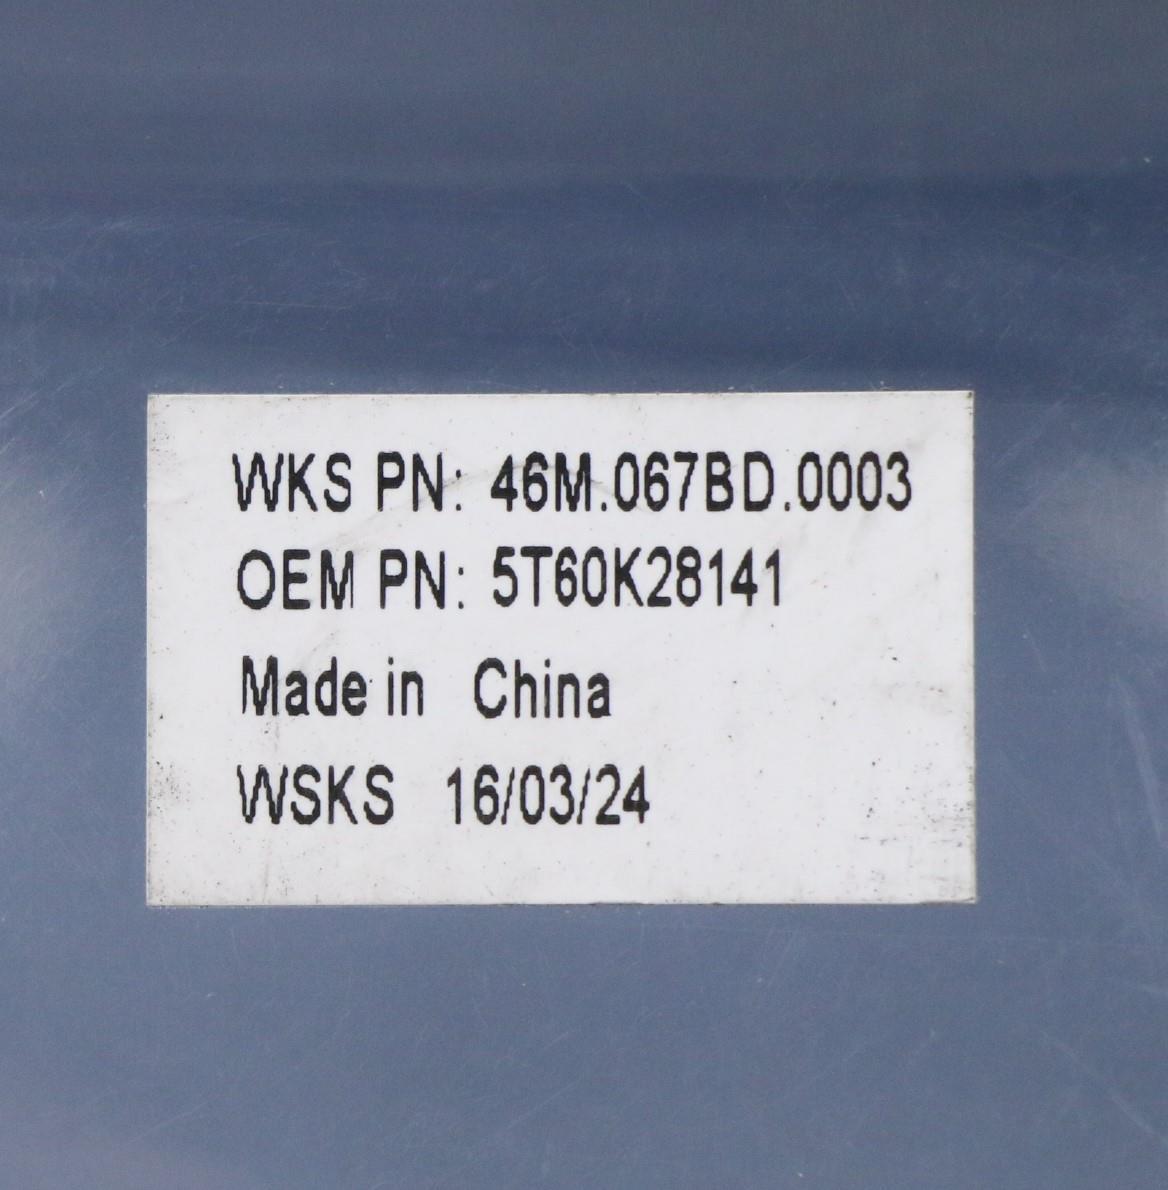 WKS PN: 46M.067BD.0003
OEM PN: 5T60K28141
Made in China
WSKS 16/03/24